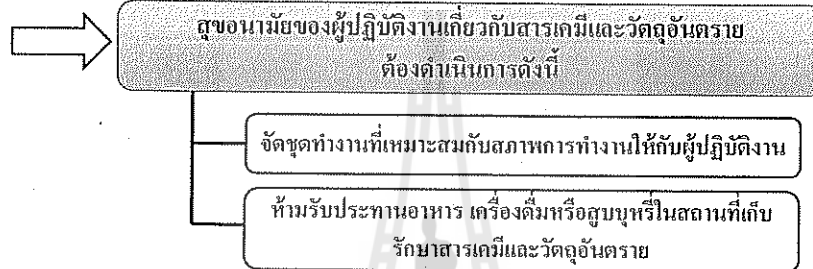 สุขอนามัยของผู้ปฏิบัติงานเกี่ยวกับสารเคมีและวัตถุอันตราย
ต้องดำเนินการดังนี้
จัดชุดทำงานที่เหมาะสมกับสภาพการทำงานให้กับผู้ปฏิบัติงาน
ห้ามรับประทานอาหาร เครื่องดื่มหรือสูบบุหรี่ในสถานที่เก็บ
รักษาสารเคมีและวัตถุอันตราย